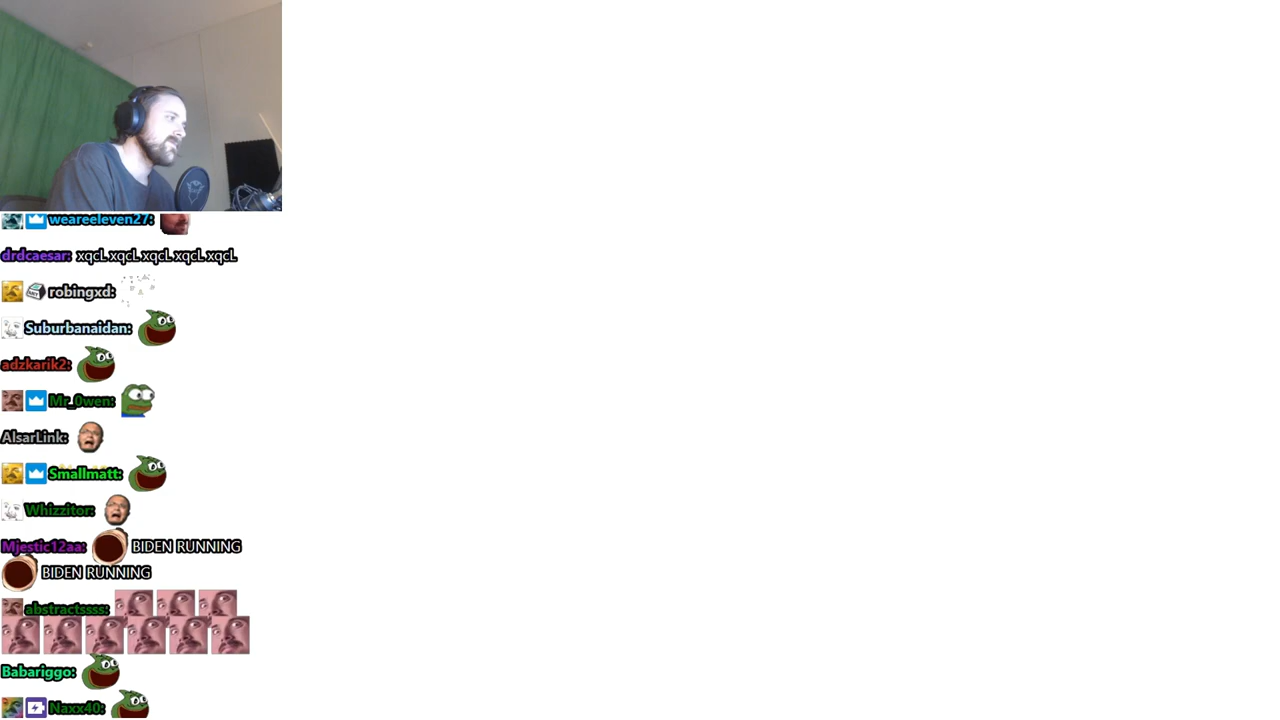 weareeleven27:
drdcaesar: xqcL xqcL xqcL xqcL xqcL
robingxd:
Suburbanaidan:
adzkarik2:
Mr_0wen:
AlsarLink:
Smallmatt:
Whizzitor:
Mjestic12aa: BIDEN RUNNING
BIDEN RUNNING
abstractssss:
Babariggo:
Naxx40: